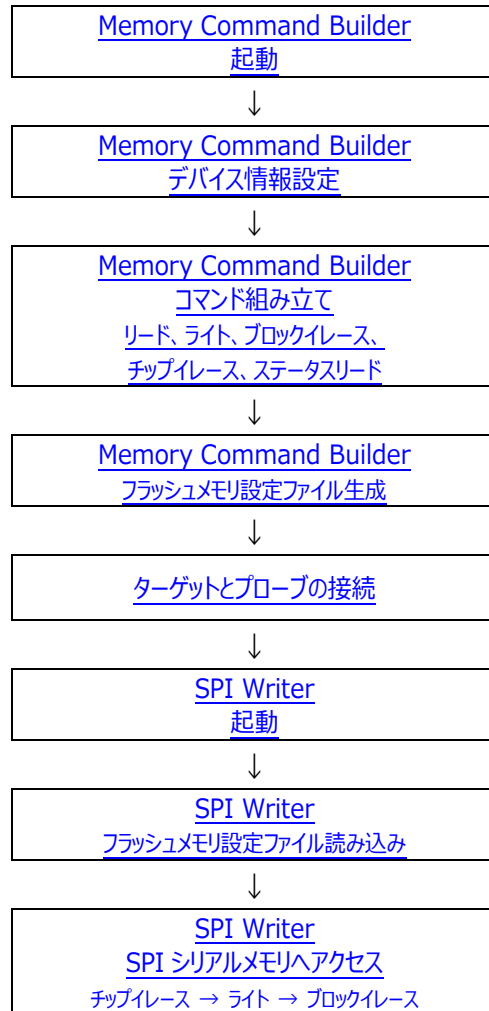 Memory Command Builder
起動
↓
Memory Command Builder
デバイス情報設定
↓
Memory Command Builder
コマンド組み立て
リード、ライト、ブロックイレース、
チップイレース、ステータスリード
↓
Memory Command Builder
フラッシュメモリ設定ファイル生成
↓
ターゲットとプローブの接続
↓
SPI Writer
起動
↓
SPI Writer
フラッシュメモリ設定ファイル読み込み
↓
SPI Writer
SPI シリアルメモリへアクセス
チップイレース → ライト → ブロックイレース